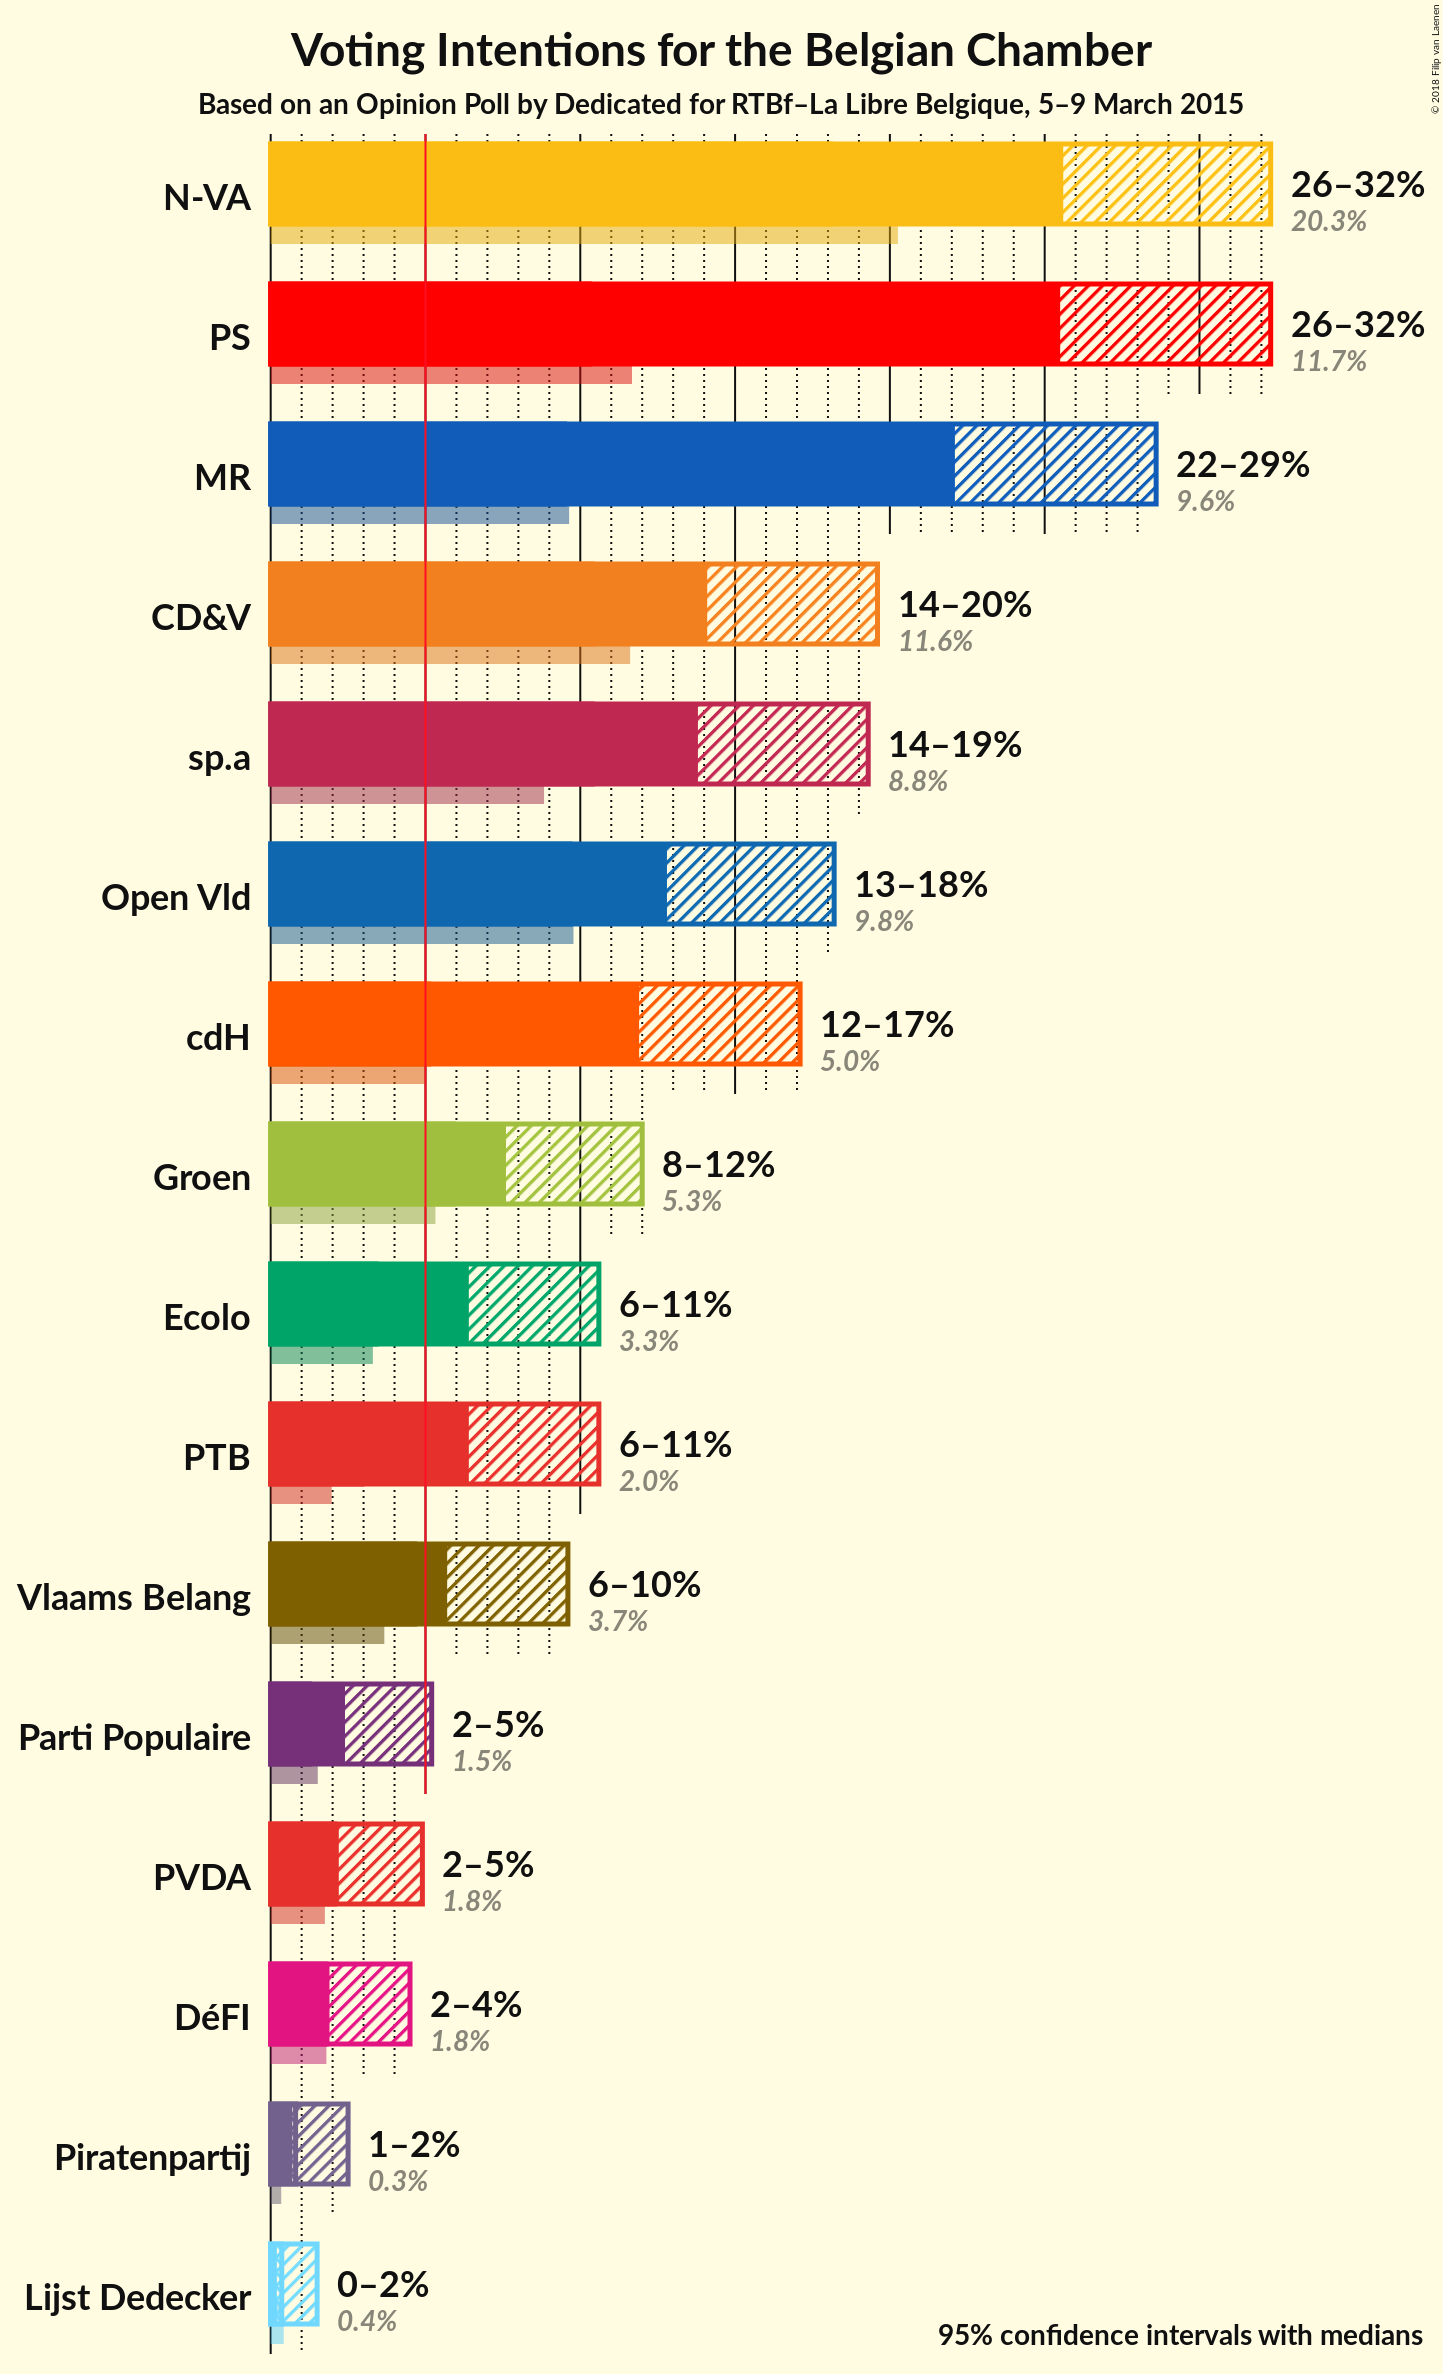 Voting Intentions for the Belgian Chamber
Based on an Opinion Poll by Dedicated for RTBf–La Libre Belgique, 5–9 March 2015
© 2018 Filip van Laenen
N-VA
26–32%
20.3%
PS
26–32%
11.7%
MR
22–29%
9.6%
CD&V
14–20%
11.6%
sp.a
14–19%
8.8%
Open Vld
13–18%
9.8%
cdH
12–17%
5.0%
Groen
8–12%
5.3%
Ecolo
6–11%
3.3%
PTB
6–11%
2.0%
Vlaams Belang
6–10%
3.7%
Parti Populaire
2–5%
1.5%
PVDA
2–5%
1.8%
DéFI
2–4%
1.8%
Piratenpartij
1–2%
0.3%
Lijst Dedecker
0–2%
0.4%
95% confidence intervals with medians